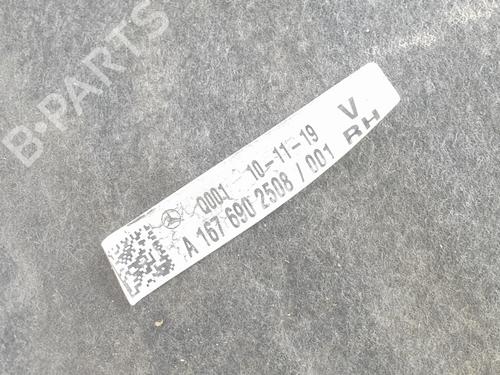 B-PARTS
Q001 10-11-19 V
A 167 690 2508 / 001 RH